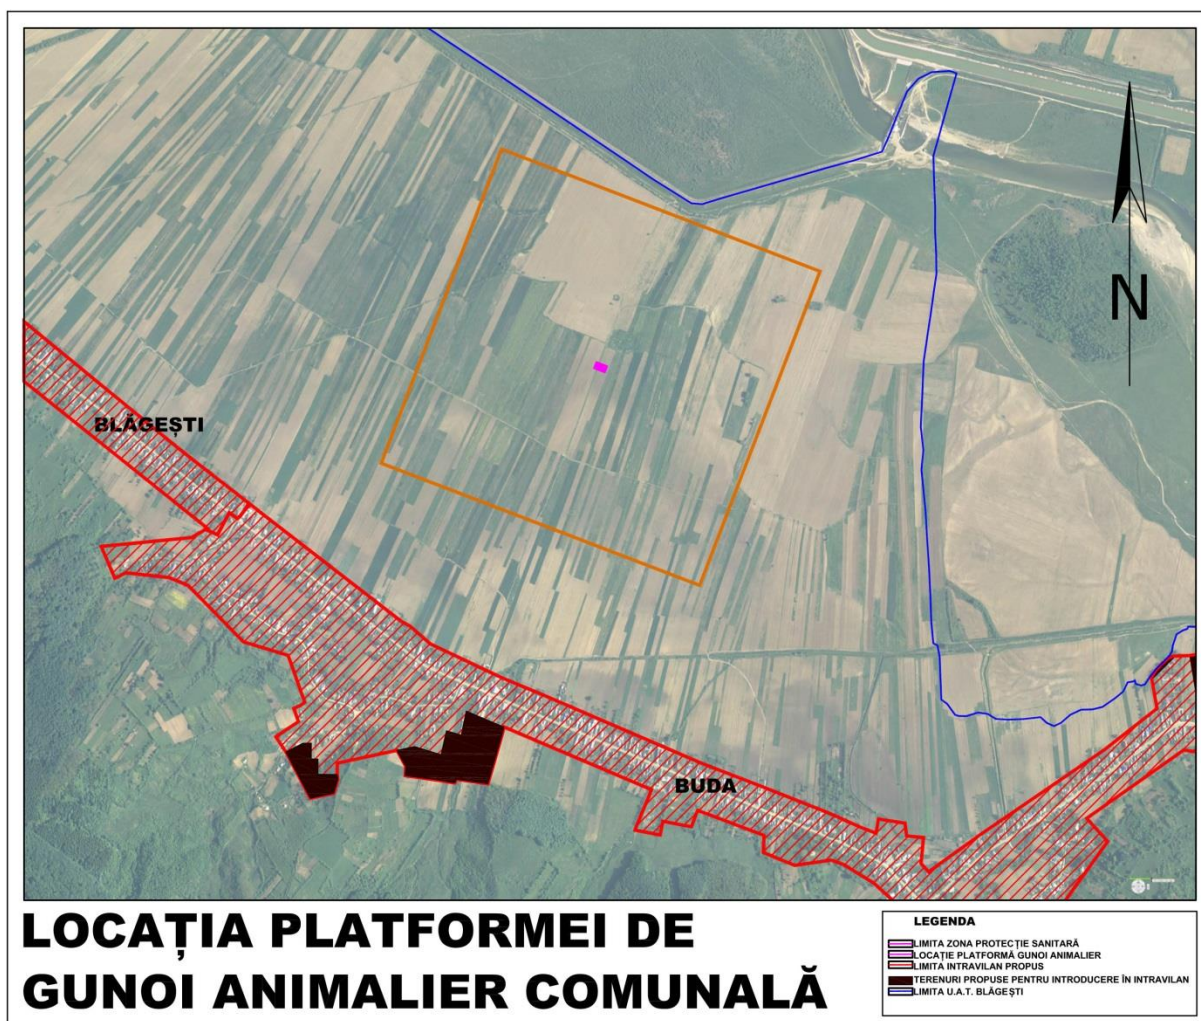 N
BLĂGEȘTI
BUDA
LOCAȚIA PLATFORMEI DE
GUNOI ANIMALIER COMUNALĂ
LEGENDA
LIMITA ZONA PROTECȚIE SANITARĂ
LOCAȚIE PLATFORMĂ GUNOI ANIMALIER
LIMITA INTRAVILAN PROPUS
TERENURI PROPUSE PENTRU INTRODUCERE ÎN INTRAVILAN
LIMITA U.A.T. BLĂGEȘTI